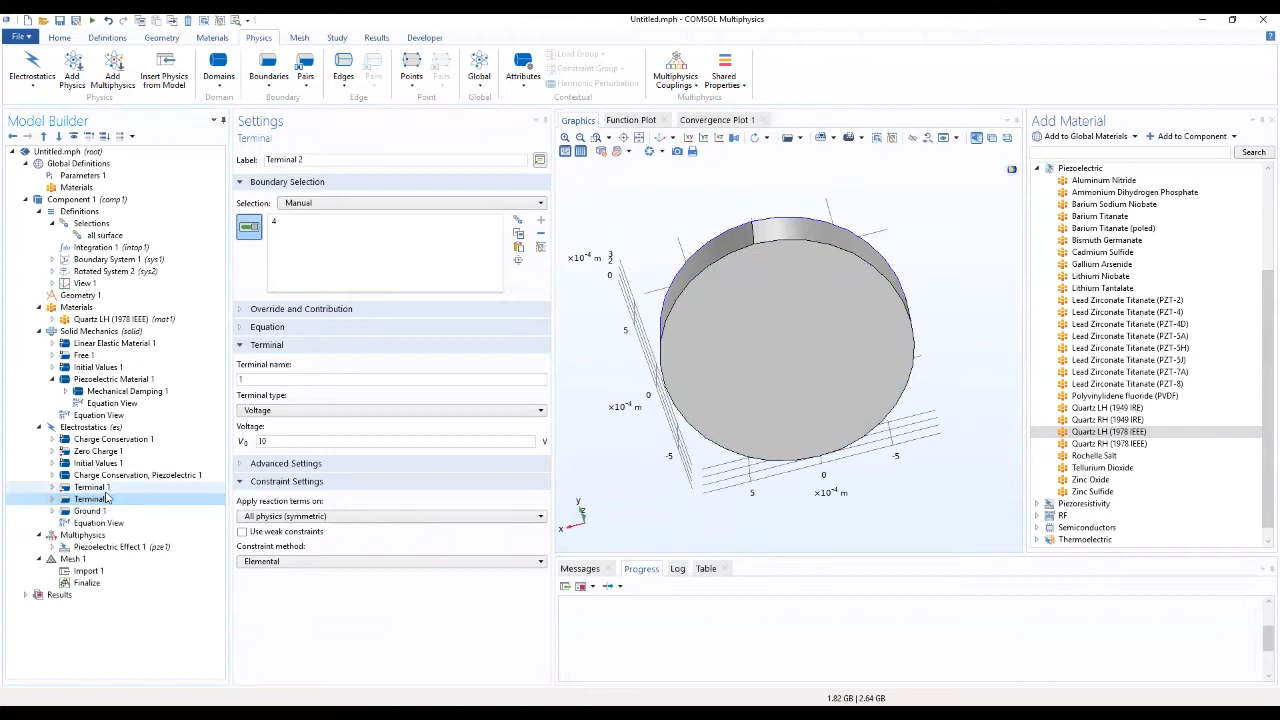 Untitled.mph - COMSOL Multiphysics
File
Home
Definitions
Geometry
Materials
Physics
Mesh
Study
Results
Developer
Electrostatics
Add Physics
Add Multiphysics
Insert Physics from Model
Physics
Domains
Domain
Boundaries
Pairs
Boundary
Edges
Pairs
Edge
Points
Pairs
Point
Global
Global
Attributes
Load Group
Constraint Group
Harmonic Perturbation
Contextual
Multiphysics Couplings
Shared Properties
Multiphysics
Model Builder
Untitled.mph (root)
Global Definitions
Parameters 1
Materials
Component 1 (comp1)
Definitions
Selections
all surface
Integration 1 (intop1)
Boundary System 1 (sys1)
Rotated System 2 (sys2)
View 1
Geometry 1
Materials
Quartz LH (1978 IEEE) (mat1)
Solid Mechanics (solid)
Linear Elastic Material 1
Free 1
Initial Values 1
Piezoelectric Material 1
Mechanical Damping 1
Equation View
Equation View
Electrostatics (es)
Charge Conservation 1
Zero Charge 1
Initial Values 1
Charge Conservation, Piezoelectric 1
Terminal 1
Terminal
Ground 1
Equation View
Multiphysics
Piezoelectric Effect 1 (pze1)
Mesh 1
Import 1
Finalize
Results
Settings
Terminal
Label: Terminal 2
Boundary Selection
Selection: Manual
4
Override and Contribution
Equation
Terminal
Terminal name:
1
Terminal type:
Voltage
Voltage:
V0 10 V
Advanced Settings
Constraint Settings
Apply reaction terms on:
All physics (symmetric)
Use weak constraints
Constraint method:
Elemental
Graphics
Function Plot
Convergence Plot 1
×10⁻⁴ m
3
2
0
5
0
×10⁻⁴ m
-5
5
0
-5
×10⁻⁴ m
y
x
Messages
Progress
Log
Table
Add Material
Add to Global Materials
Add to Component
Search
Piezoelectric
Aluminum Nitride
Ammonium Dihydrogen Phosphate
Barium Sodium Niobate
Barium Titanate
Barium Titanate (poled)
Bismuth Germanate
Cadmium Sulfide
Gallium Arsenide
Lithium Niobate
Lithium Tantalate
Lead Zirconate Titanate (PZT-2)
Lead Zirconate Titanate (PZT-4)
Lead Zirconate Titanate (PZT-4D)
Lead Zirconate Titanate (PZT-5A)
Lead Zirconate Titanate (PZT-5H)
Lead Zirconate Titanate (PZT-5J)
Lead Zirconate Titanate (PZT-7A)
Lead Zirconate Titanate (PZT-8)
Polyvinylidene fluoride (PVDF)
Quartz LH (1949 IRE)
Quartz RH (1949 IRE)
Quartz LH (1978 IEEE)
Quartz RH (1978 IEEE)
Rochelle Salt
Tellurium Dioxide
Zinc Oxide
Zinc Sulfide
Piezoresistivity
RF
Semiconductors
Thermoelectric
1.82 GB | 2.64 GB